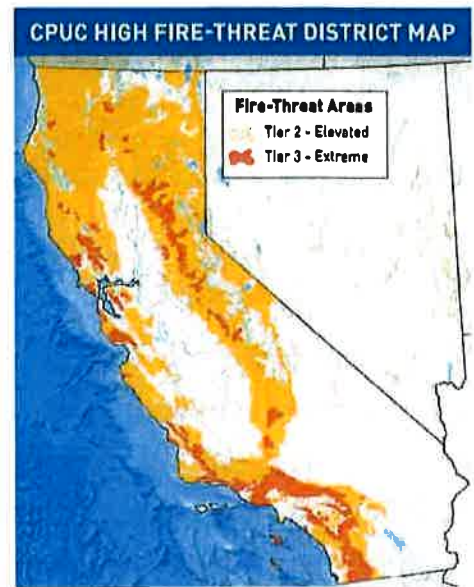 CPUC HIGH FIRE-THREAT DISTRICT MAP
Fire-Threat Areas
Tier 2 - Elevated
Tier 3 - Extreme